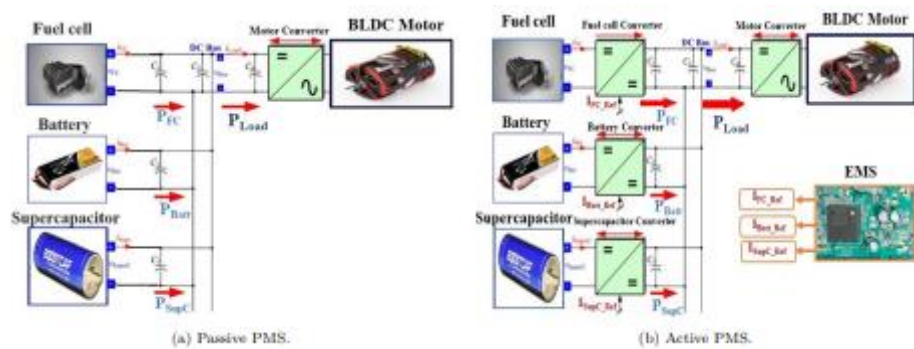 Fuel cell
DC Bus
Motor Converter
BLDC Motor
P_FC
P_Load
Battery
P_Batt
Supercapacitor
P_SupC
(a) Passive PMS.
Fuel cell
Fuel cell Converter
DC Bus
Motor Converter
BLDC Motor
I_FC_Ref
P_FC
P_Load
Battery
Battery Converter
I_Batt_Ref
P_Batt
EMS
I_FC_Ref
I_Batt_Ref
I_SupC_Ref
Supercapacitor
Supercapacitor Converter
I_SupC_Ref
P_SupC
(b) Active PMS.